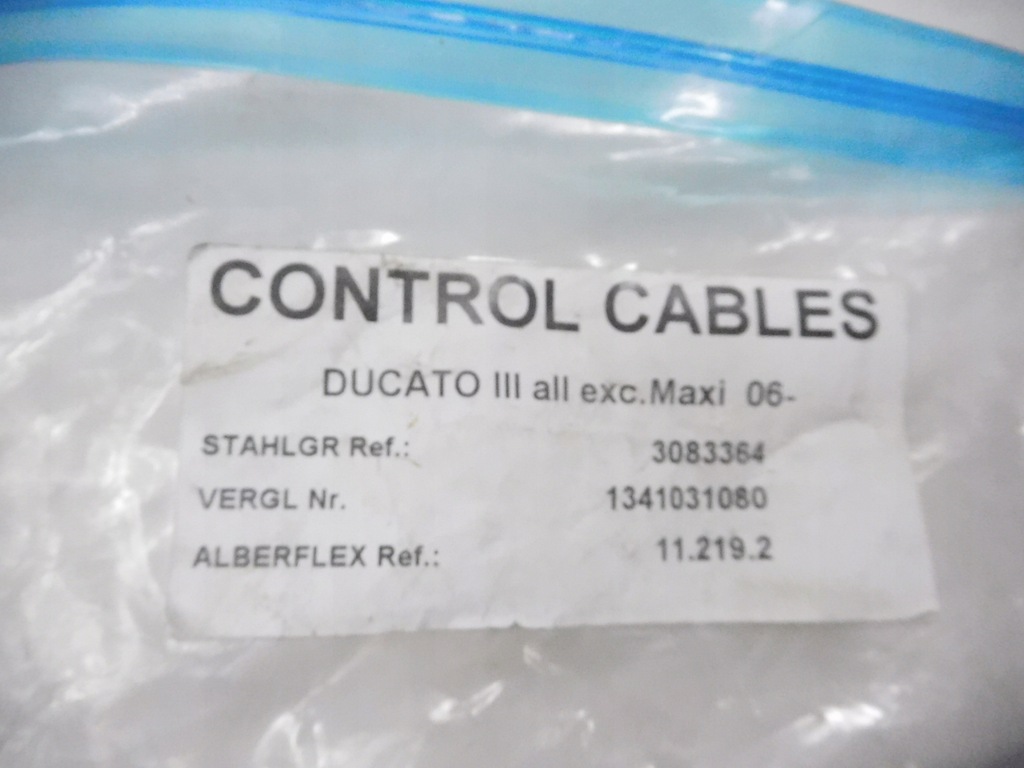 CONTROL CABLES
DUCATO III all exc.Maxi 06-
STAHLGR Ref.: 3083364
VERGL Nr. 1341031080
ALBERFLEX Ref.: 11.219.2